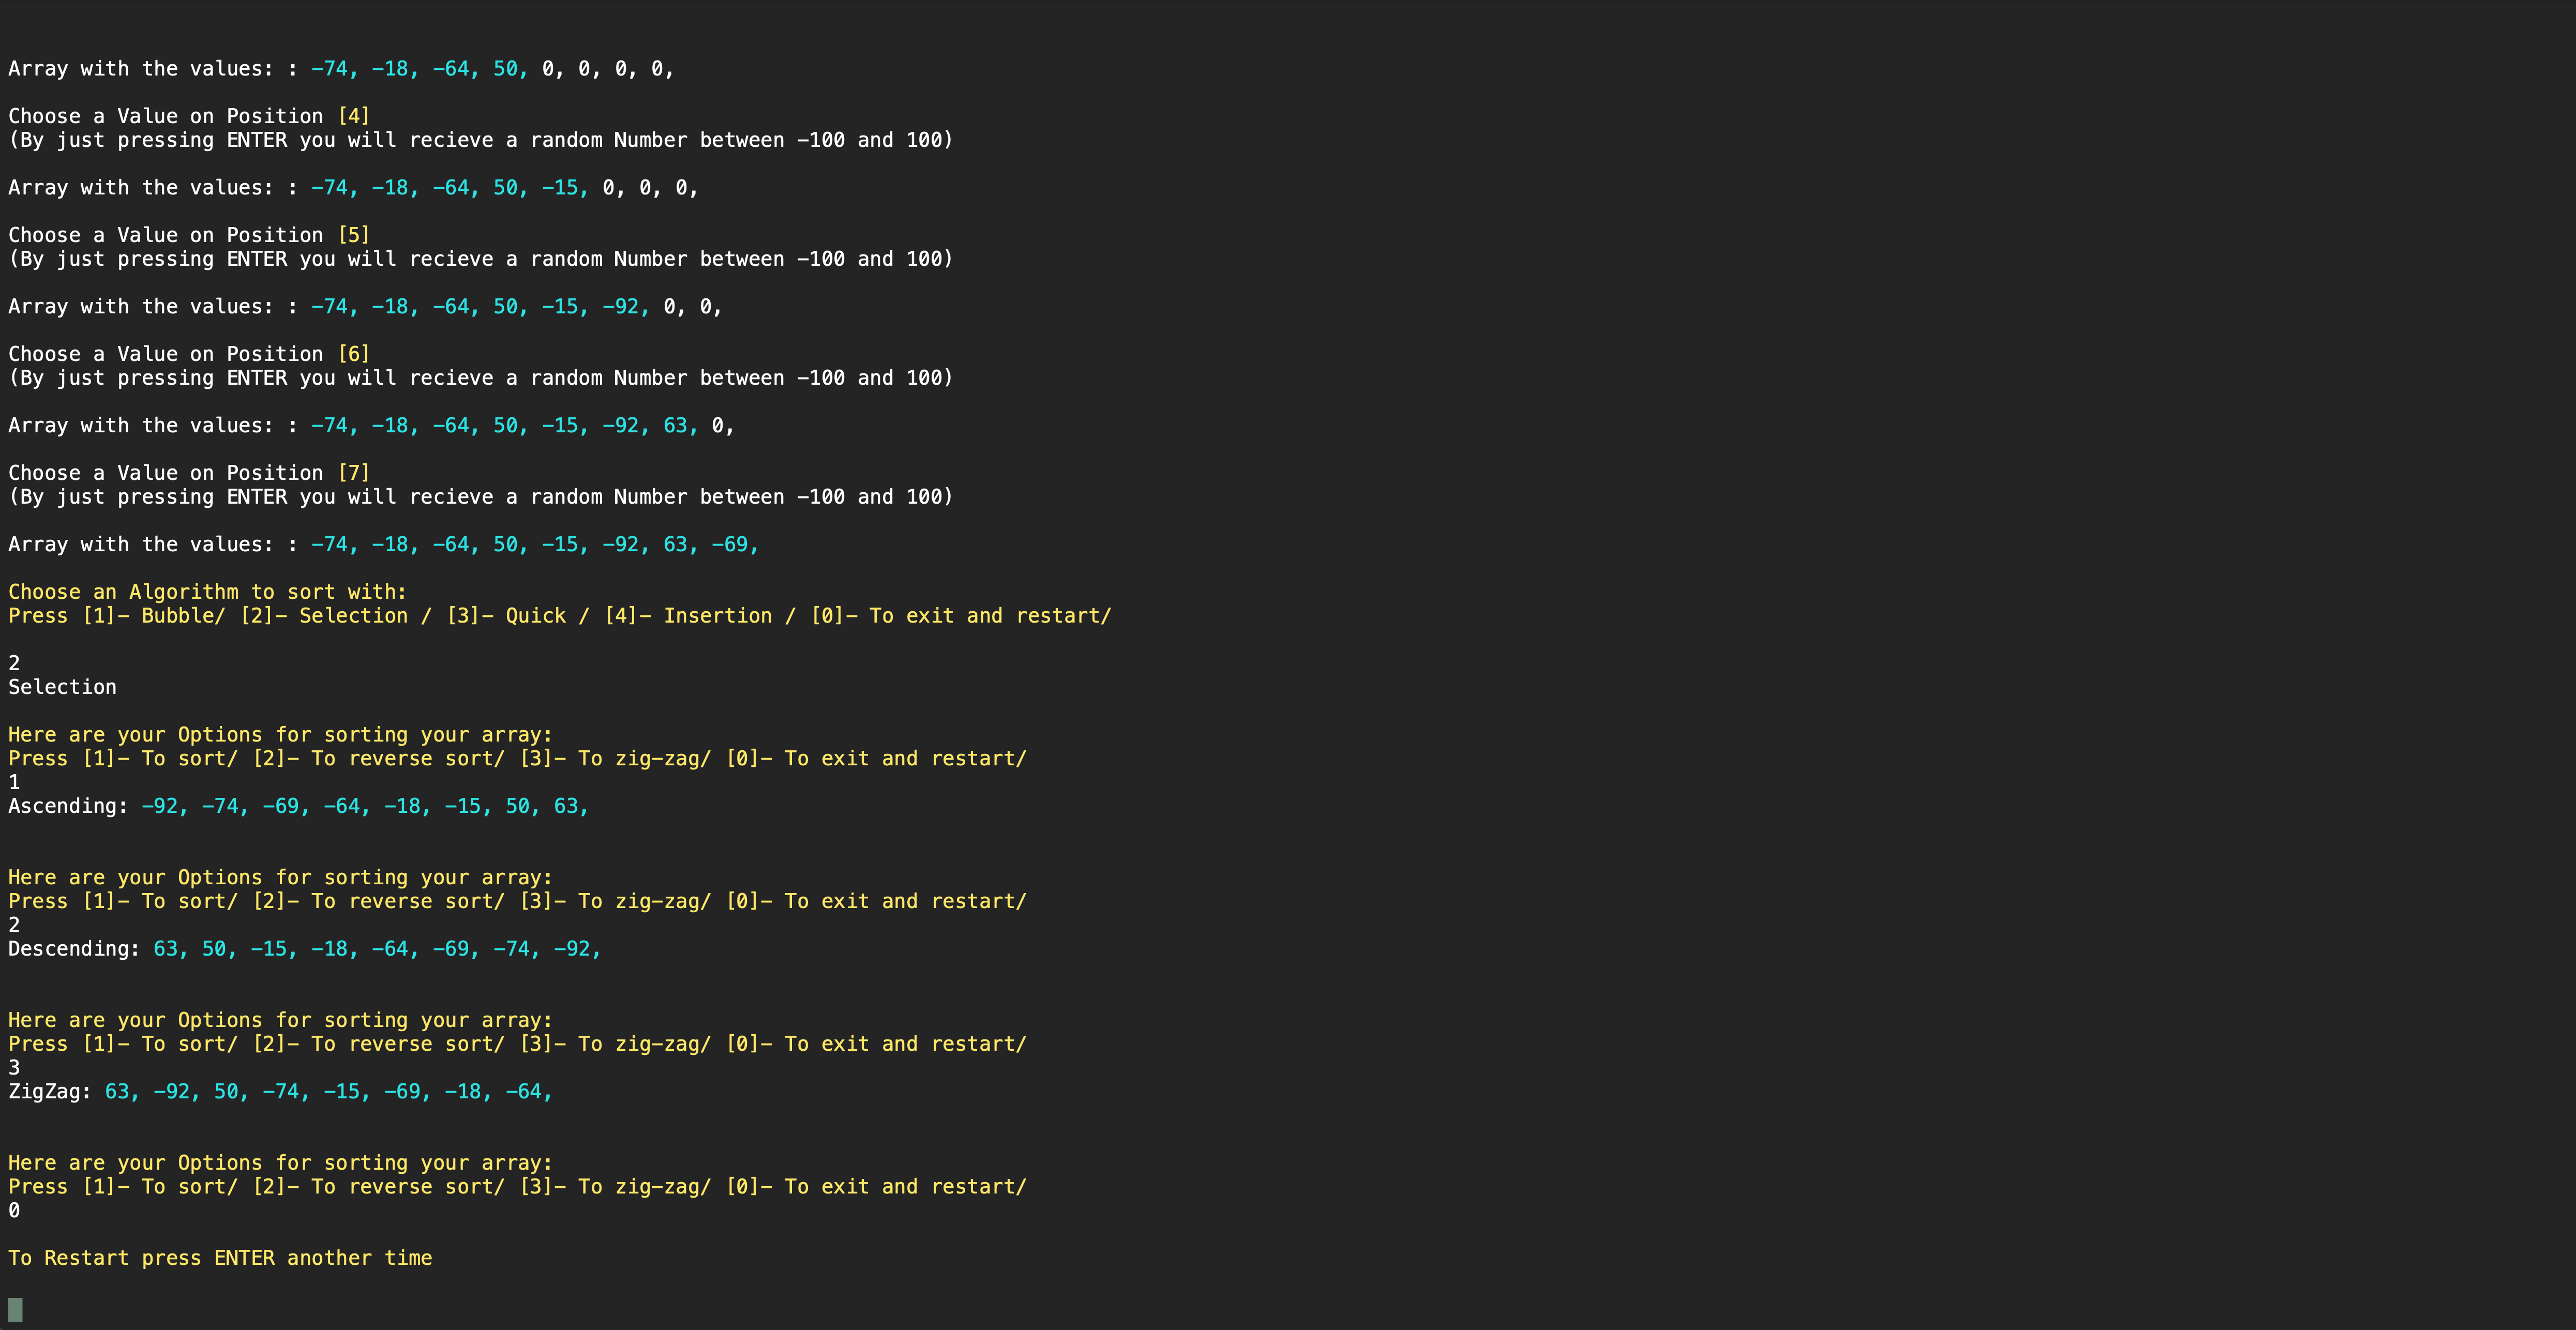 Array with the values: : -74, -18, -64, 50, 0, 0, 0, 0,
Choose a Value on Position [4]
(By just pressing ENTER you will recieve a random Number between -100 and 100)
Array with the values: : -74, -18, -64, 50, -15, 0, 0, 0,
Choose a Value on Position [5]
(By just pressing ENTER you will recieve a random Number between -100 and 100)
Array with the values: : -74, -18, -64, 50, -15, -92, 0, 0,
Choose a Value on Position [6]
(By just pressing ENTER you will recieve a random Number between -100 and 100)
Array with the values: : -74, -18, -64, 50, -15, -92, 63, 0,
Choose a Value on Position [7]
(By just pressing ENTER you will recieve a random Number between -100 and 100)
Array with the values: : -74, -18, -64, 50, -15, -92, 63, -69,
Choose an Algorithm to sort with:
Press [1]- Bubble/ [2]- Selection / [3]- Quick / [4]- Insertion / [0]- To exit and restart/
2
Selection
Here are your Options for sorting your array:
Press [1]- To sort/ [2]- To reverse sort/ [3]- To zig-zag/ [0]- To exit and restart/
1
Ascending: -92, -74, -69, -64, -18, -15, 50, 63,
Here are your Options for sorting your array:
Press [1]- To sort/ [2]- To reverse sort/ [3]- To zig-zag/ [0]- To exit and restart/
2
Descending: 63, 50, -15, -18, -64, -69, -74, -92,
Here are your Options for sorting your array:
Press [1]- To sort/ [2]- To reverse sort/ [3]- To zig-zag/ [0]- To exit and restart/
3
ZigZag: 63, -92, 50, -74, -15, -69, -18, -64,
Here are your Options for sorting your array:
Press [1]- To sort/ [2]- To reverse sort/ [3]- To zig-zag/ [0]- To exit and restart/
0
To Restart press ENTER another time